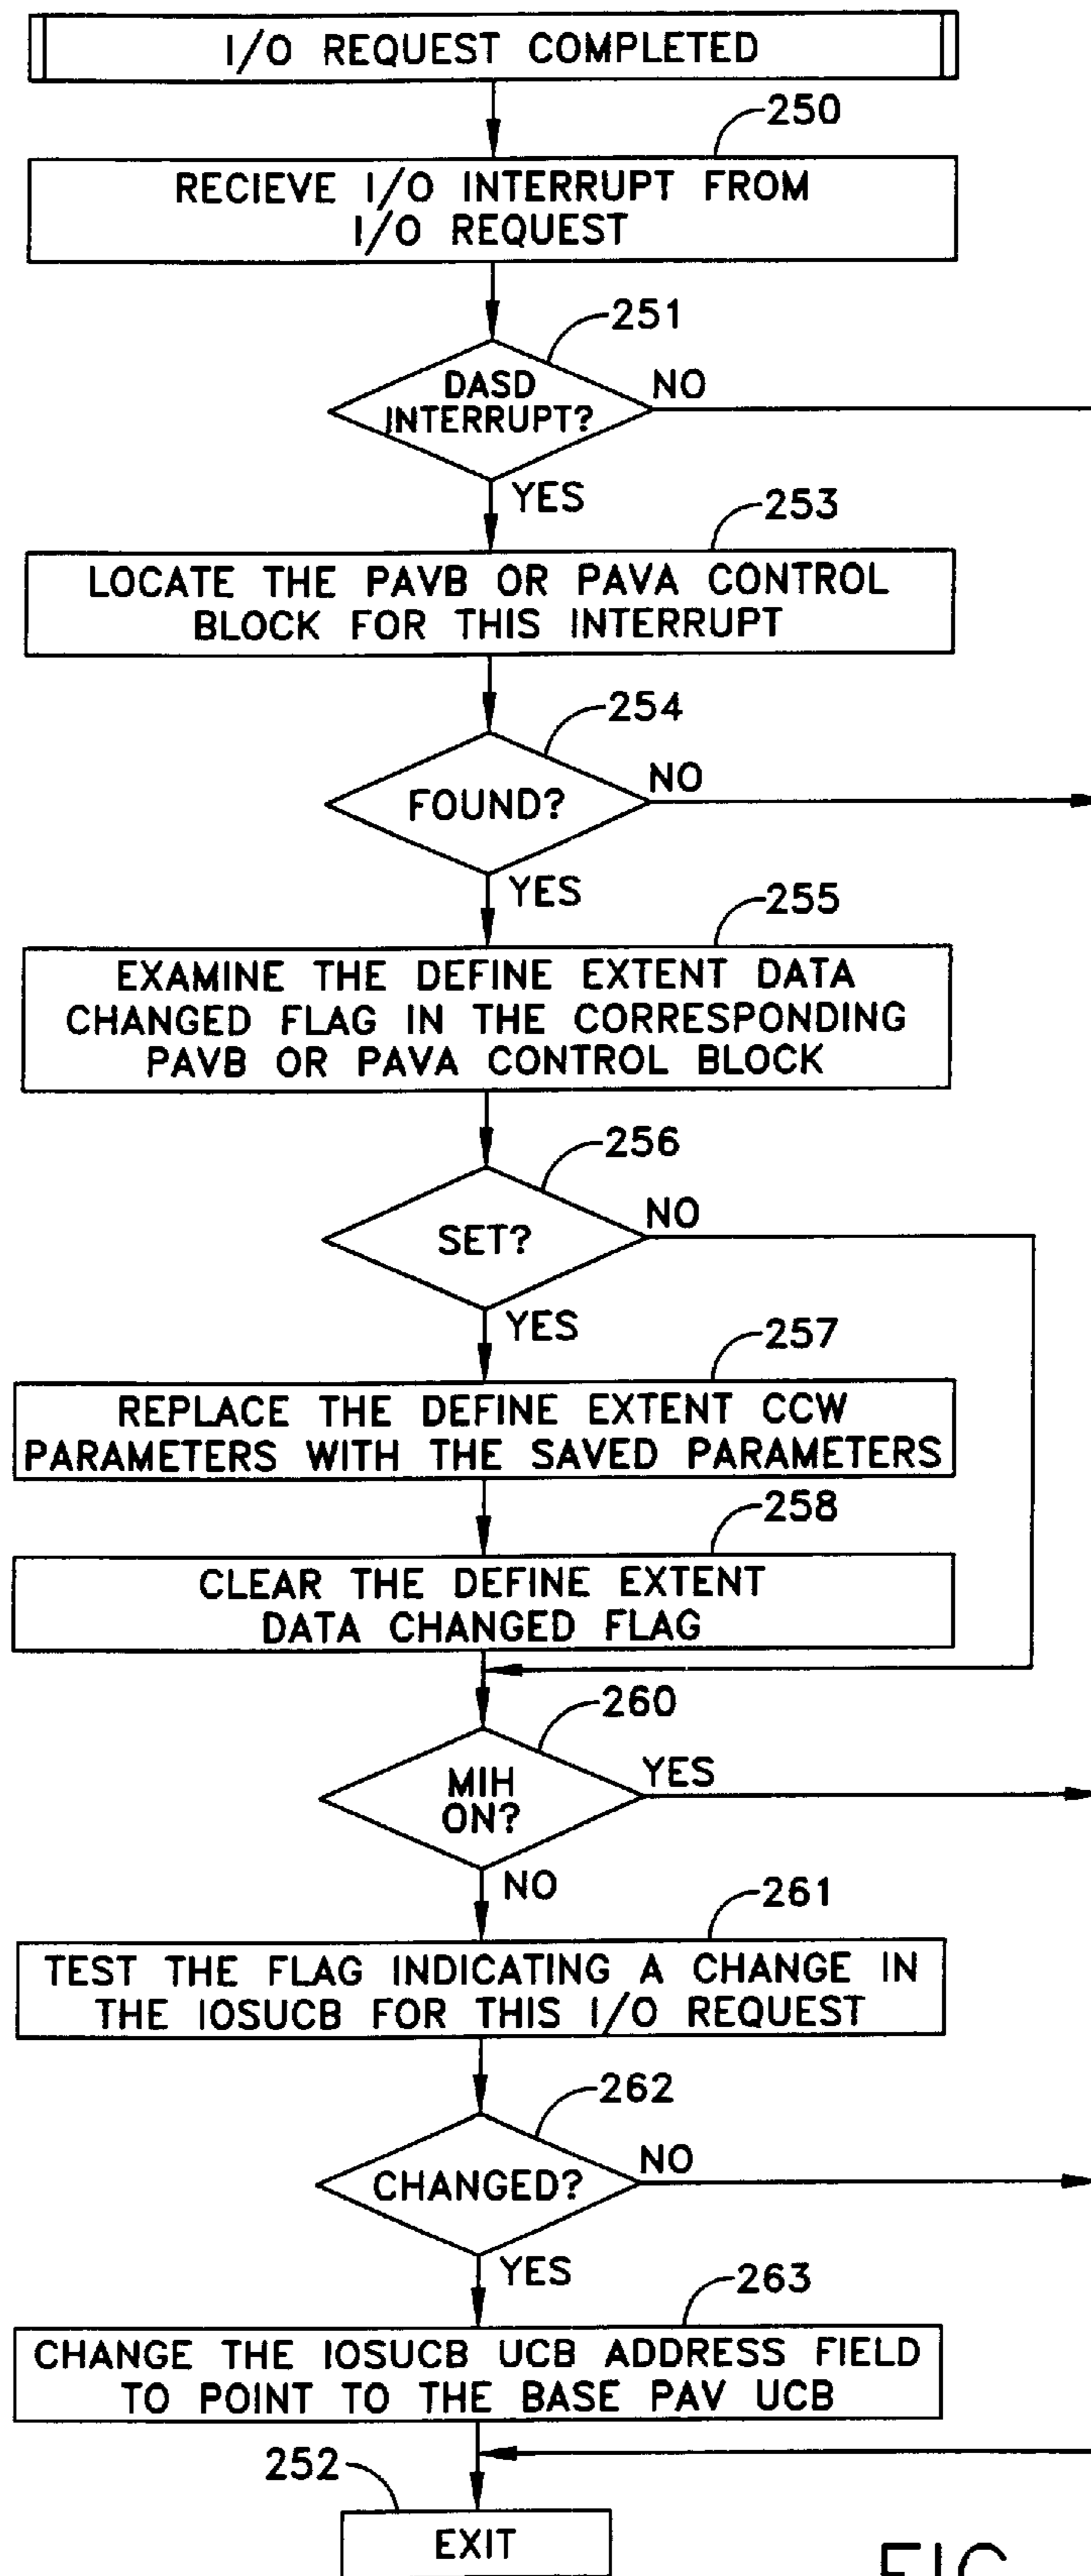 I/O REQUEST COMPLETED
250
RECIEVE I/O INTERRUPT FROM
I/O REQUEST
251
DASD
INTERRUPT?
NO
YES
253
LOCATE THE PAVB OR PAVA CONTROL
BLOCK FOR THIS INTERRUPT
254
FOUND?
NO
YES
255
EXAMINE THE DEFINE EXTENT DATA
CHANGED FLAG IN THE CORRESPONDING
PAVB OR PAVA CONTROL BLOCK
256
SET?
NO
YES
257
REPLACE THE DEFINE EXTENT CCW
PARAMETERS WITH THE SAVED PARAMETERS
258
CLEAR THE DEFINE EXTENT
DATA CHANGED FLAG
260
MIH
ON?
YES
NO
261
TEST THE FLAG INDICATING A CHANGE IN
THE IOSUCB FOR THIS I/O REQUEST
262
CHANGED?
NO
YES
263
CHANGE THE IOSUCB UCB ADDRESS FIELD
TO POINT TO THE BASE PAV UCB
252
EXIT
FIG